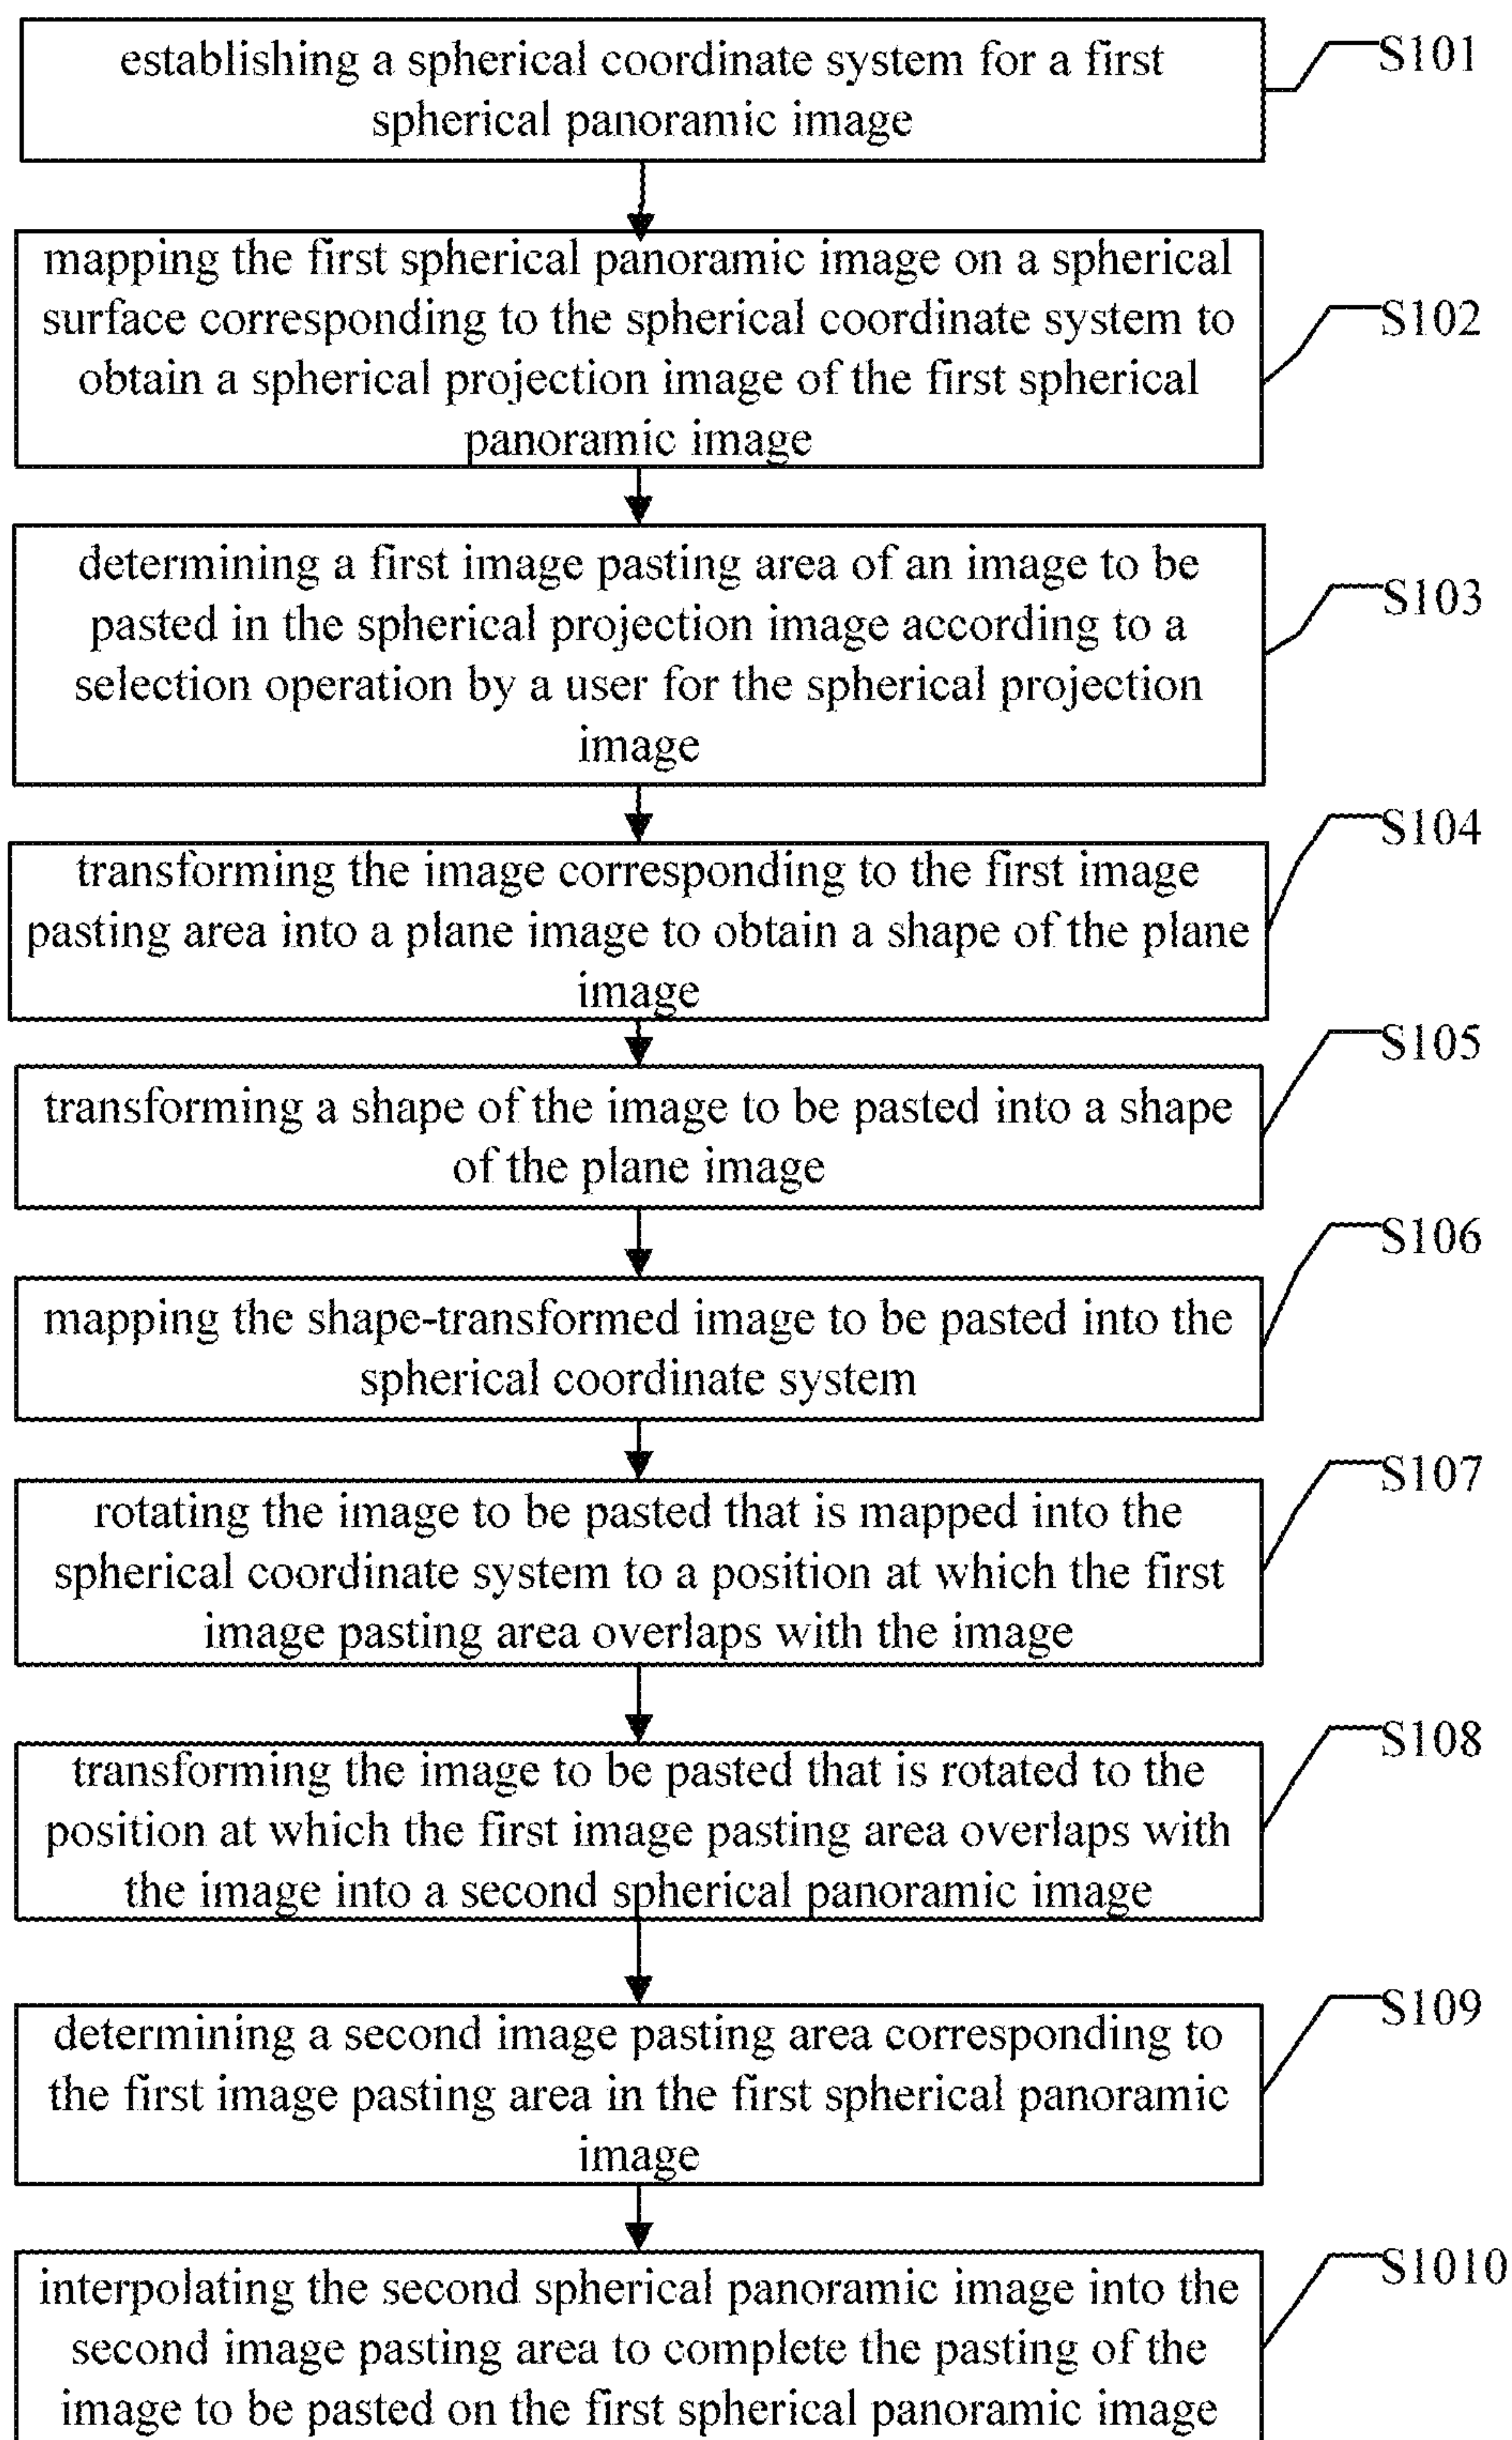 establishing a spherical coordinate system for a first
spherical panoramic image
S101
mapping the first spherical panoramic image on a spherical
surface corresponding to the spherical coordinate system to
obtain a spherical projection image of the first spherical
panoramic image
S102
determining a first image pasting area of an image to be
pasted in the spherical projection image according to a
selection operation by a user for the spherical projection
image
S103
transforming the image corresponding to the first image
pasting area into a plane image to obtain a shape of the plane
image
S104
transforming a shape of the image to be pasted into a shape
of the plane image
S105
mapping the shape-transformed image to be pasted into the
spherical coordinate system
S106
rotating the image to be pasted that is mapped into the
spherical coordinate system to a position at which the first
image pasting area overlaps with the image
S107
transforming the image to be pasted that is rotated to the
position at which the first image pasting area overlaps with
the image into a second spherical panoramic image
S108
determining a second image pasting area corresponding to
the first image pasting area in the first spherical panoramic
image
S109
interpolating the second spherical panoramic image into the
second image pasting area to complete the pasting of the
image to be pasted on the first spherical panoramic image
S1010